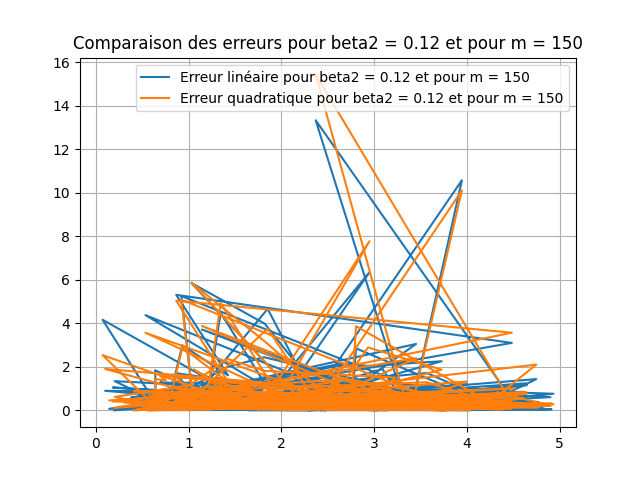 Comparaison des erreurs pour beta2 = 0.12 et pour m = 150
Erreur linéaire pour beta2 = 0.12 et pour m = 150
Erreur quadratique pour beta2 = 0.12 et pour m = 150
16
14
12
10
8
6
4
2
0
0 1 2 3 4 5